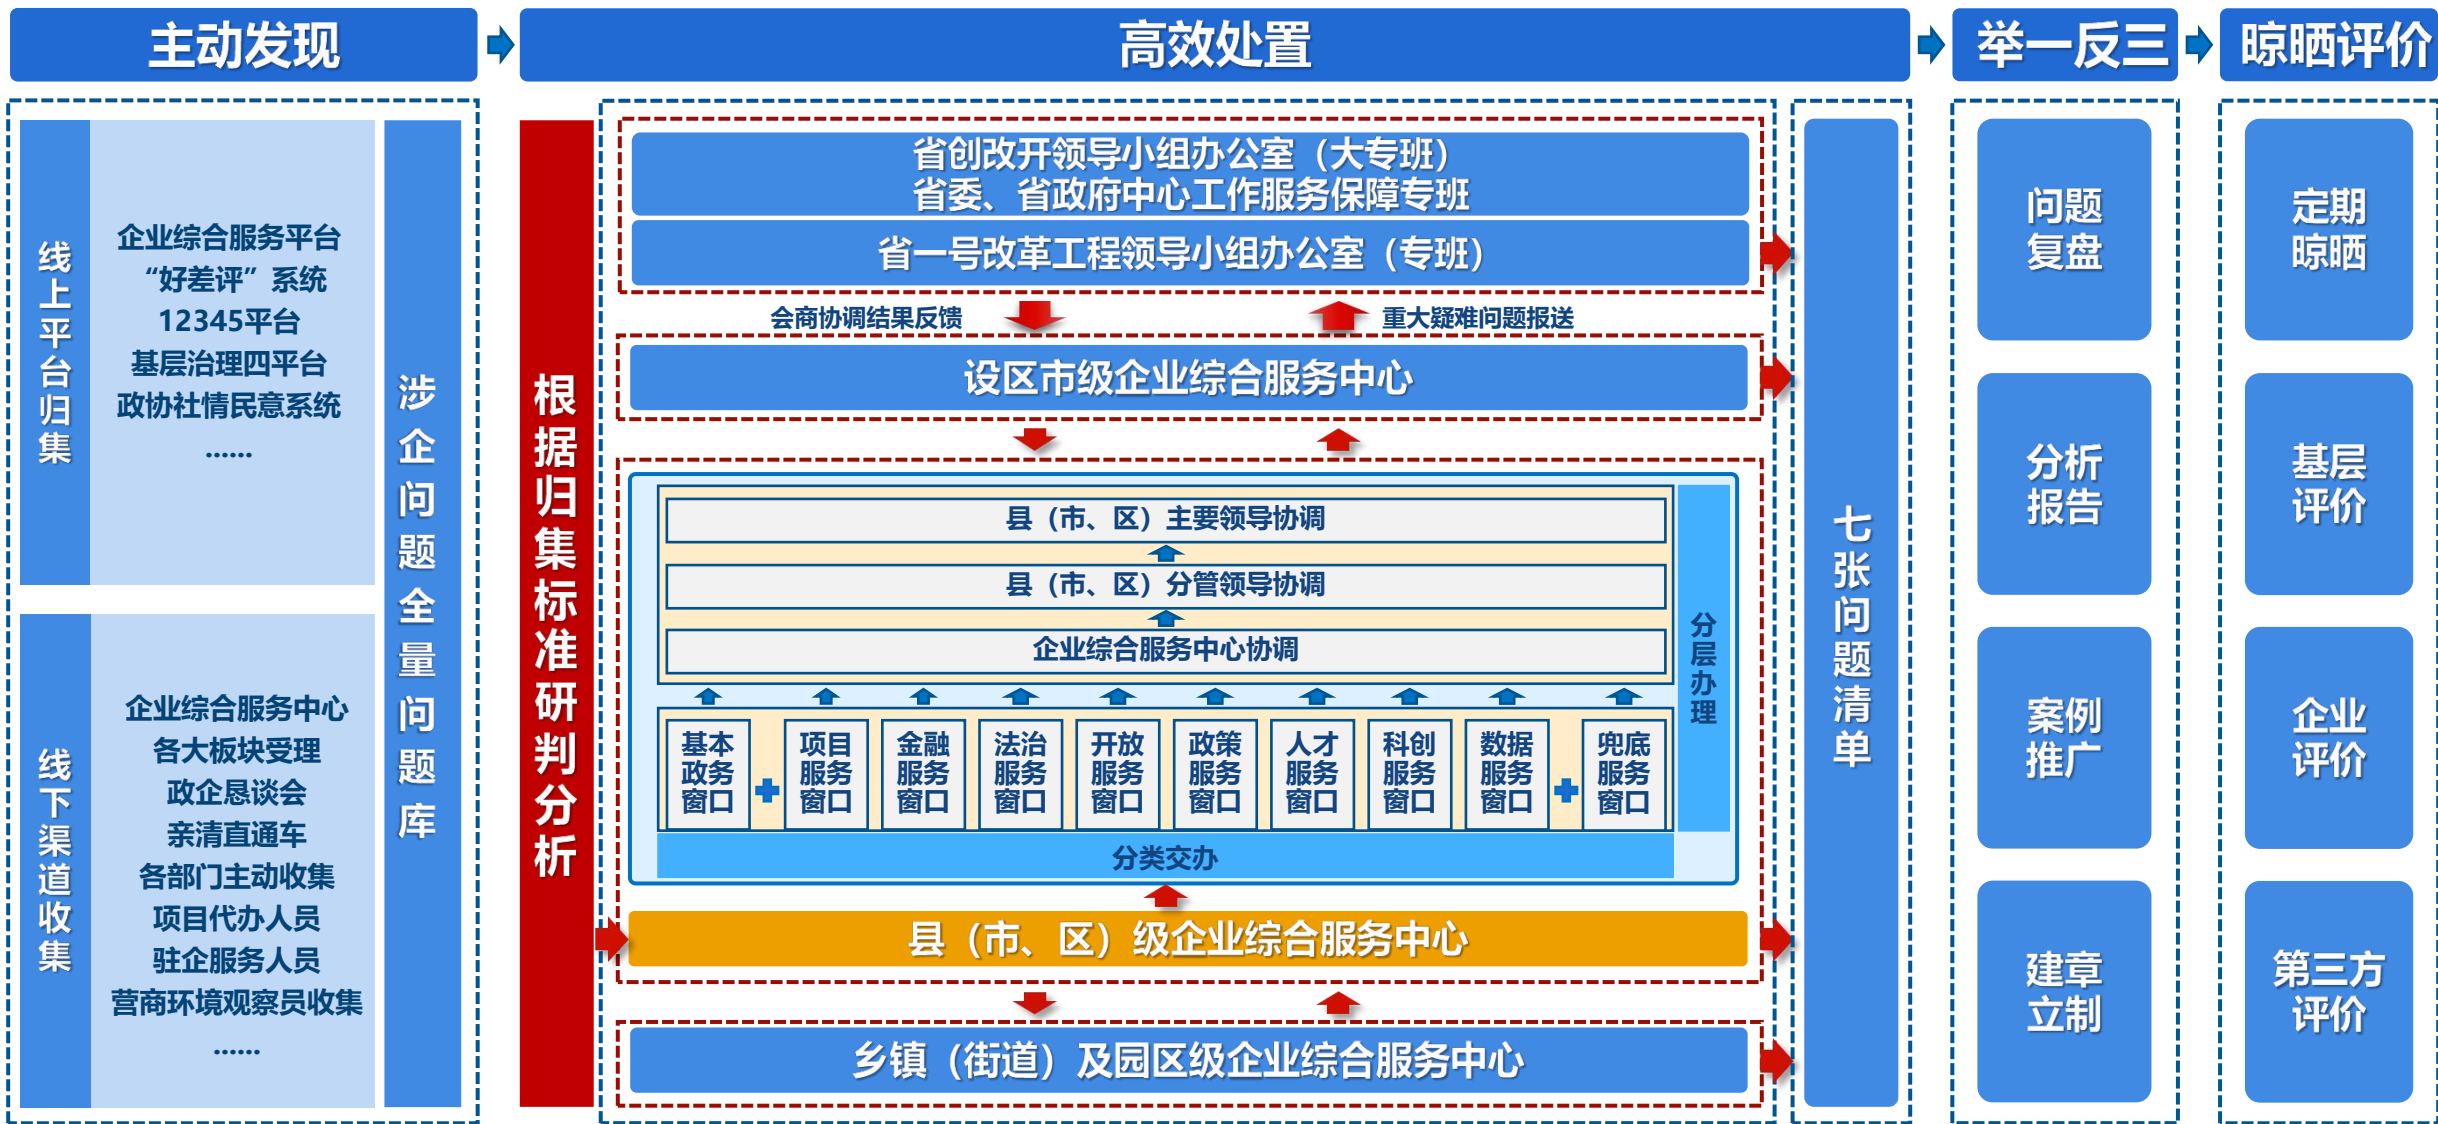 主动发现
高效处置
举一反三
晾晒评价
线上平台归集
企业综合服务平台
“好差评”系统
12345平台
基层治理四平台
政协社情民意系统
......
线下渠道收集
企业综合服务中心
各大板块受理
政企恳谈会
亲清直通车
各部门主动收集
项目代办人员
驻企服务人员
营商环境观察员收集
......
涉企问题全量问题库
根据归集标准研判分析
省创改开领导小组办公室（大专班）
省委、省政府中心工作服务保障专班
省一号改革工程领导小组办公室（专班）
会商协调结果反馈
重大疑难问题报送
设区市级企业综合服务中心
县（市、区）主要领导协调
县（市、区）分管领导协调
企业综合服务中心协调
分层办理
基本
政务
窗口
项目
服务
窗口
金融
服务
窗口
法治
服务
窗口
开放
服务
窗口
政策
服务
窗口
人才
服务
窗口
科创
服务
窗口
数据
服务
窗口
兜底
服务
窗口
分类交办
县（市、区）级企业综合服务中心
乡镇（街道）及园区级企业综合服务中心
七张问题清单
问题
复盘
分析
报告
案例
推广
建章
立制
定期
晾晒
基层
评价
企业
评价
第三方
评价